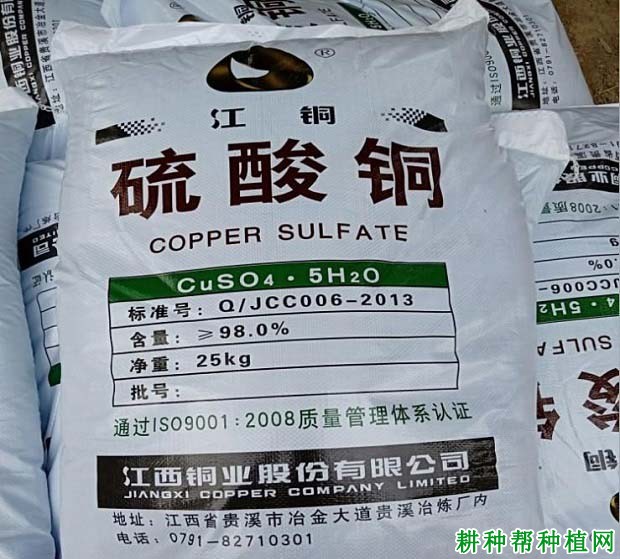 ®
江 铜
硫酸铜
COPPER SULFATE
CuSO4 · 5H2O
标准号: Q/JCC006-2013
含量: ≥98.0%
净重: 25kg
批号:
通过ISO9001:2008质量管理体系认证
江西铜业股份有限公司
JIANGXI COPPER COMPANY LIMITED
地址: 江西省贵溪市冶金大道贵溪冶炼厂内
电话: 0791-82710301
耕种帮种植网